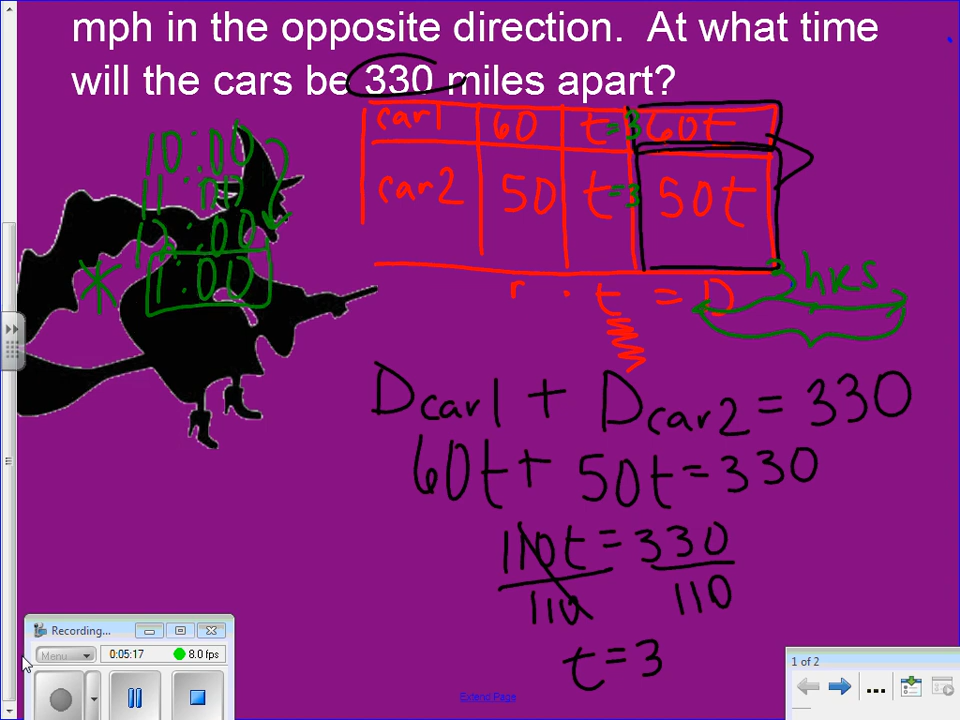 mph in the opposite direction. At what time
will the cars be 330 miles apart?
car1 60 t=3 60t
car2 50 t=3 50t
r · t = D
3 hrs
10:00
11:00
12:00
* 1:00
Dcar1 + Dcar2 = 330
60t + 50t = 330
110t = 330
110 110
t = 3
Recording...
Menu 0:05:17 8.0 fps
Extend Page
1 of 2
...